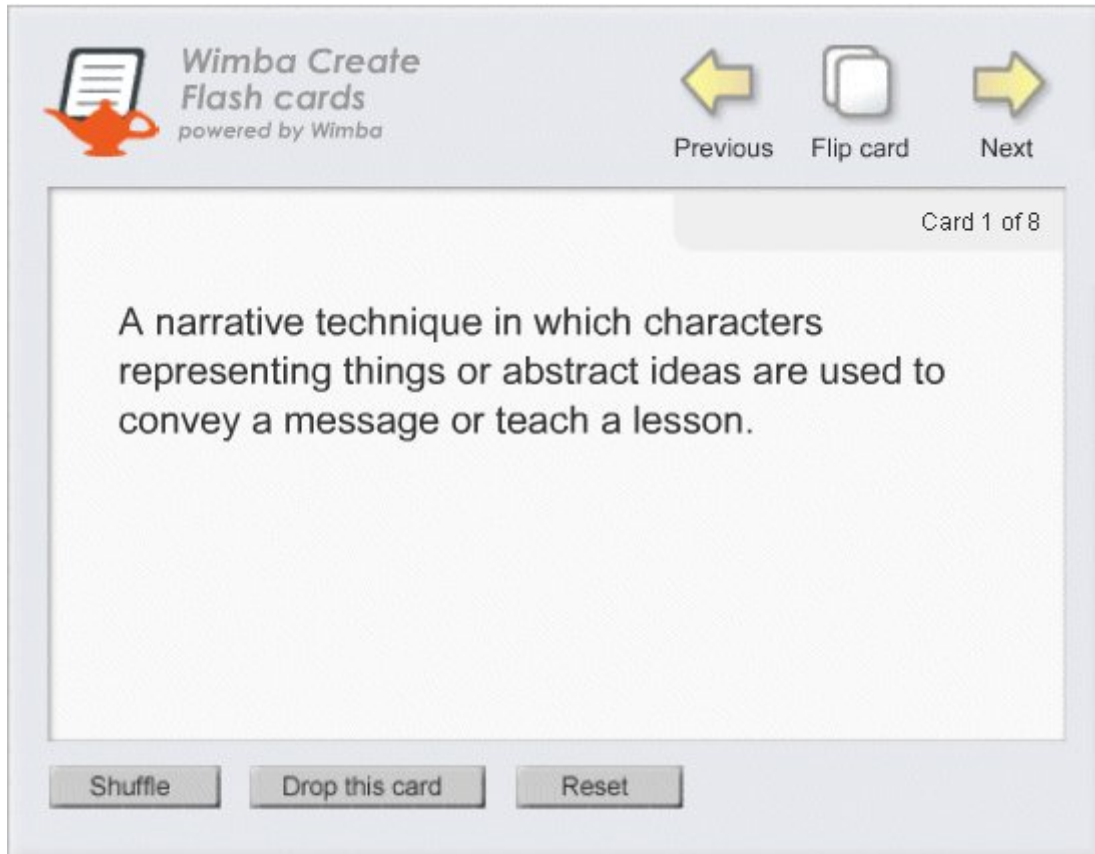 Wimba Create
Flash cards
powered by Wimba
Previous
Flip card
Next
Card 1 of 8
A narrative technique in which characters
representing things or abstract ideas are used to
convey a message or teach a lesson.
Shuffle
Drop this card
Reset